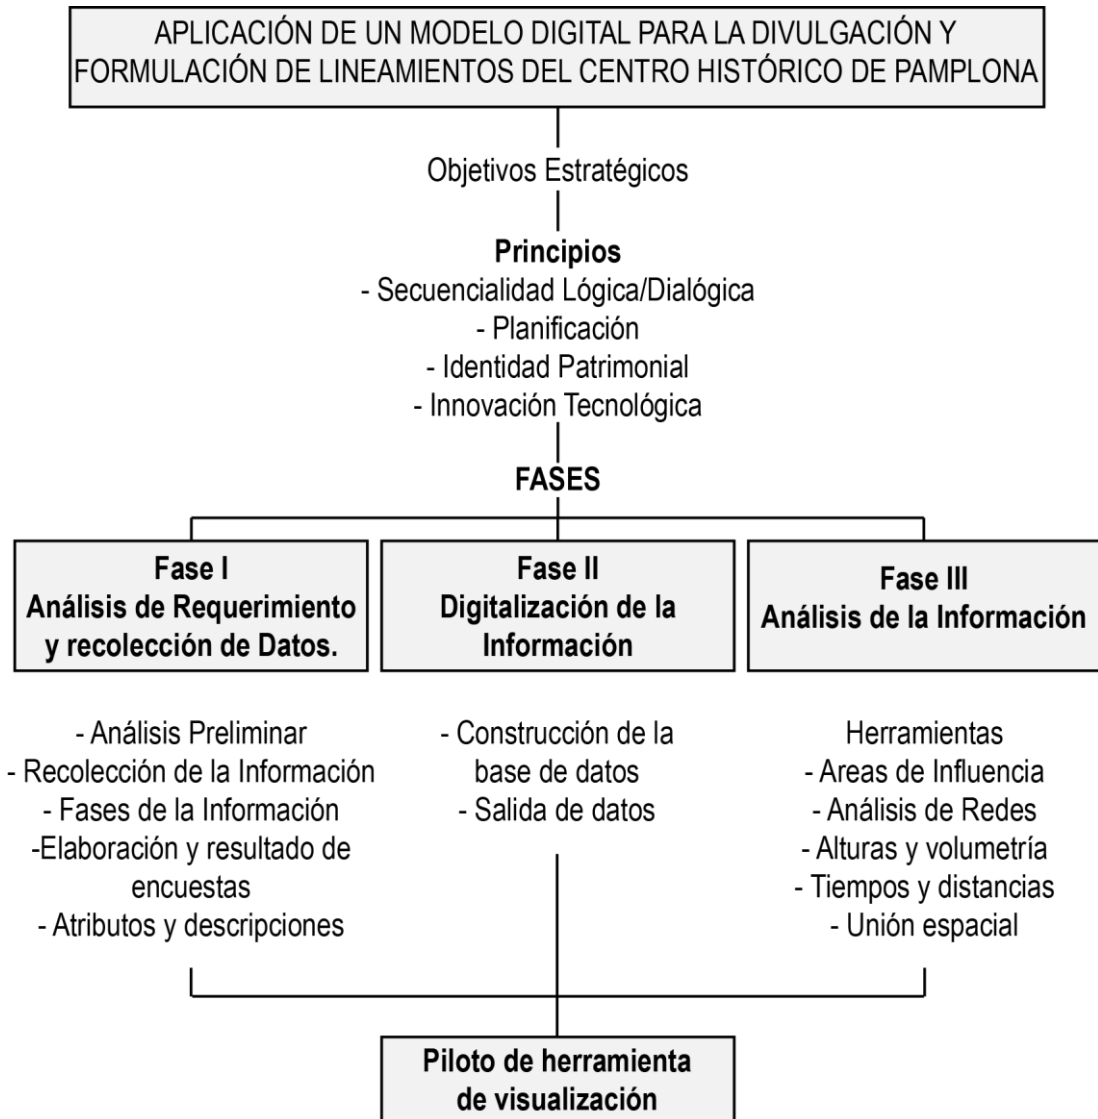 APLICACIÓN DE UN MODELO DIGITAL PARA LA DIVULGACIÓN Y
FORMULACIÓN DE LINEAMIENTOS DEL CENTRO HISTÓRICO DE PAMPLONA
Objetivos Estratégicos
Principios
- Secuencialidad Lógica/Dialógica
- Planificación
- Identidad Patrimonial
- Innovación Tecnológica
FASES
Fase I
Análisis de Requerimiento
y recolección de Datos.
Fase II
Digitalización de la
Información
Fase III
Análisis de la Información
- Análisis Preliminar
- Recolección de la Información
- Fases de la Información
-Elaboración y resultado de
encuestas
- Atributos y descripciones
- Construcción de la
base de datos
- Salida de datos
Herramientas
- Areas de Influencia
- Análisis de Redes
- Alturas y volumetría
- Tiempos y distancias
- Unión espacial
Piloto de herramienta
de visualización